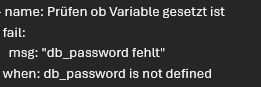 - name: Prüfen ob Variable gesetzt ist
fail:
  msg: "db_password fehlt"
when: db_password is not defined